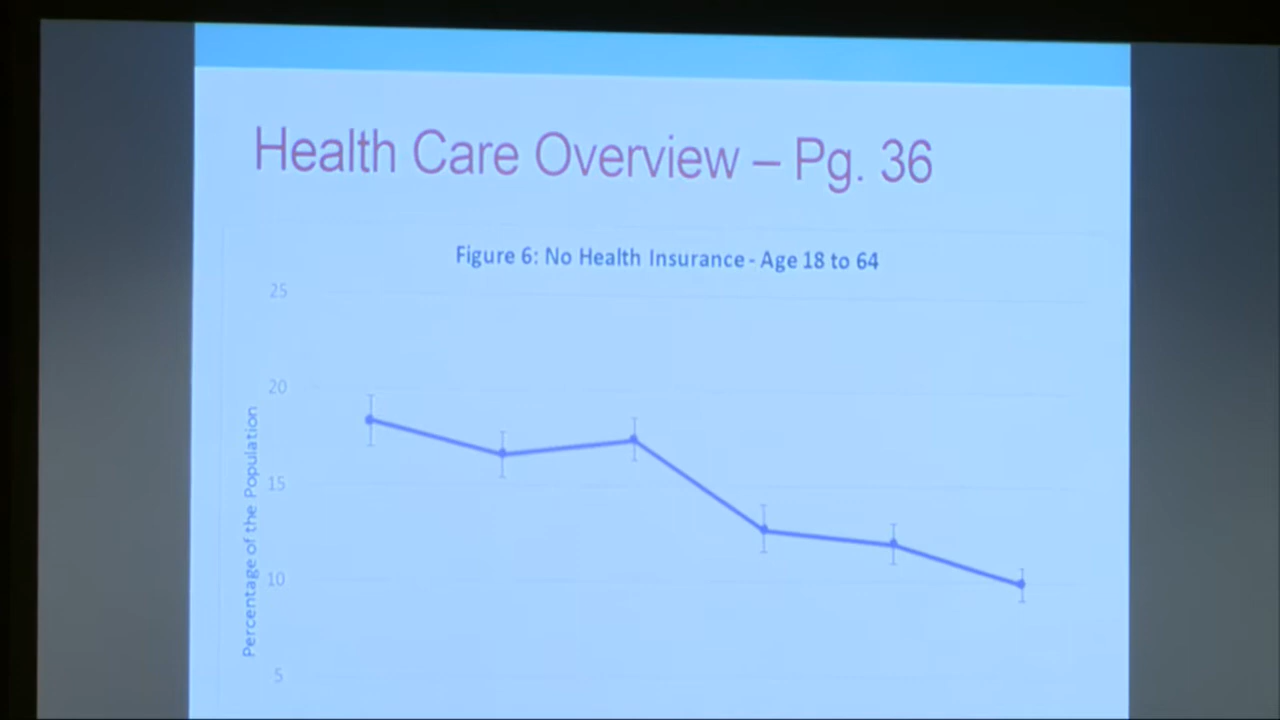 Health Care Overview – Pg. 36
Figure 6: No Health Insurance - Age 18 to 64
25
20
15
10
5
Percentage of the Population